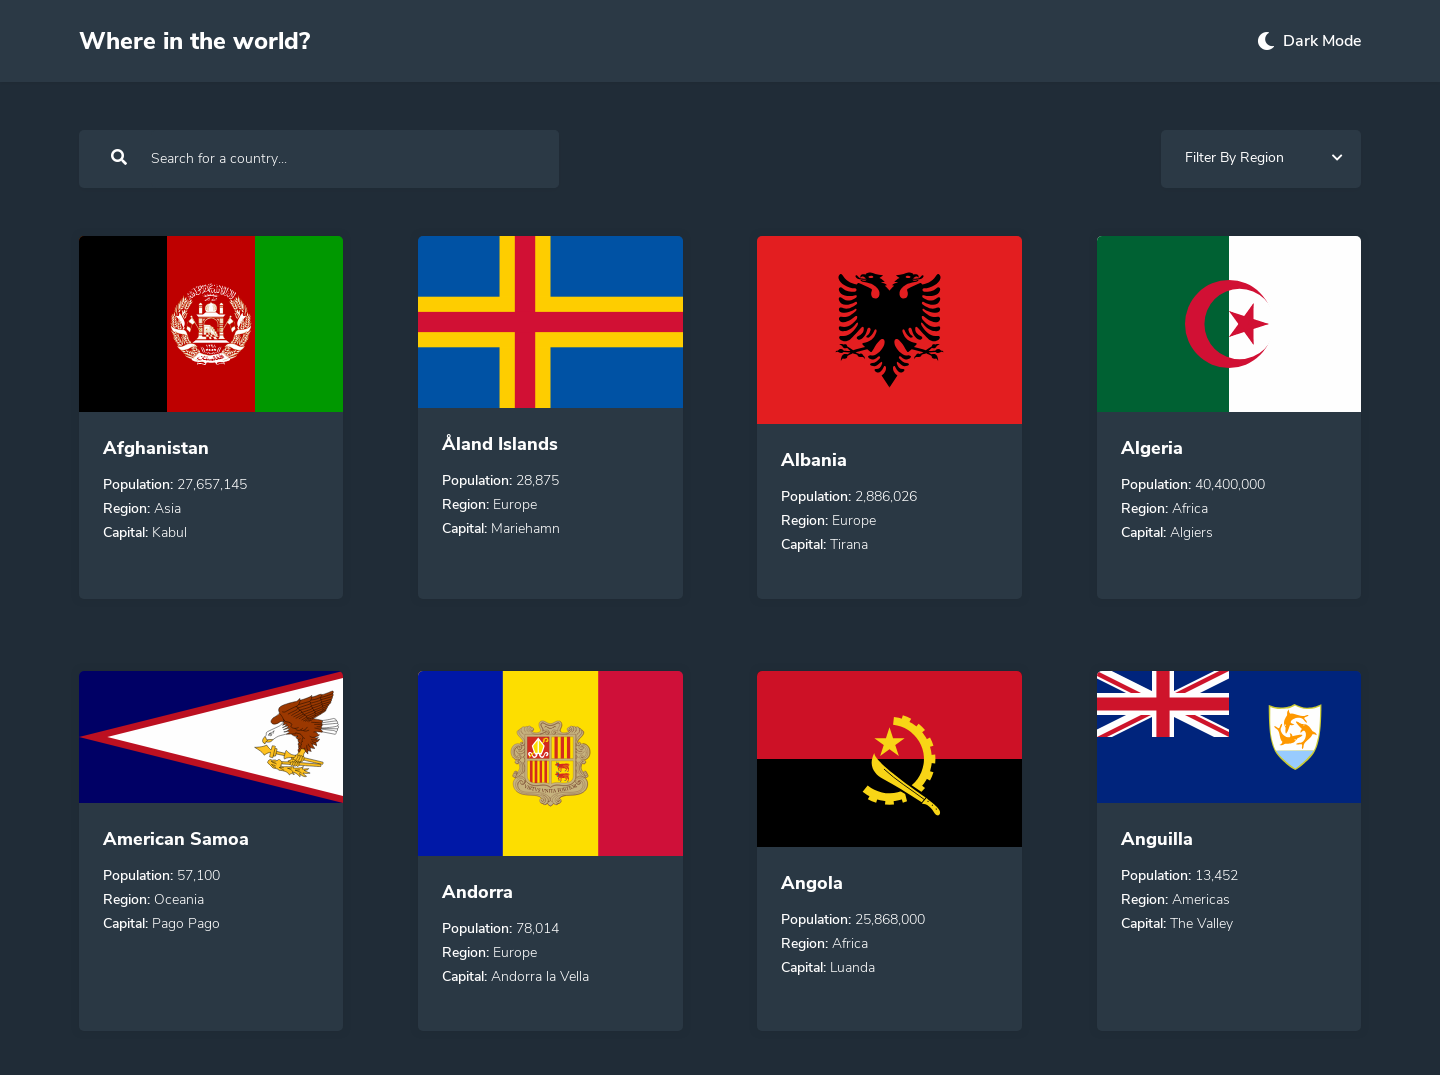 Where in the world?
Dark Mode
Search for a country...
Filter By Region
Afghanistan
Population: 27,657,145
Region: Asia
Capital: Kabul
Åland Islands
Population: 28,875
Region: Europe
Capital: Mariehamn
Albania
Population: 2,886,026
Region: Europe
Capital: Tirana
Algeria
Population: 40,400,000
Region: Africa
Capital: Algiers
American Samoa
Population: 57,100
Region: Oceania
Capital: Pago Pago
Andorra
Population: 78,014
Region: Europe
Capital: Andorra la Vella
Angola
Population: 25,868,000
Region: Africa
Capital: Luanda
Anguilla
Population: 13,452
Region: Americas
Capital: The Valley